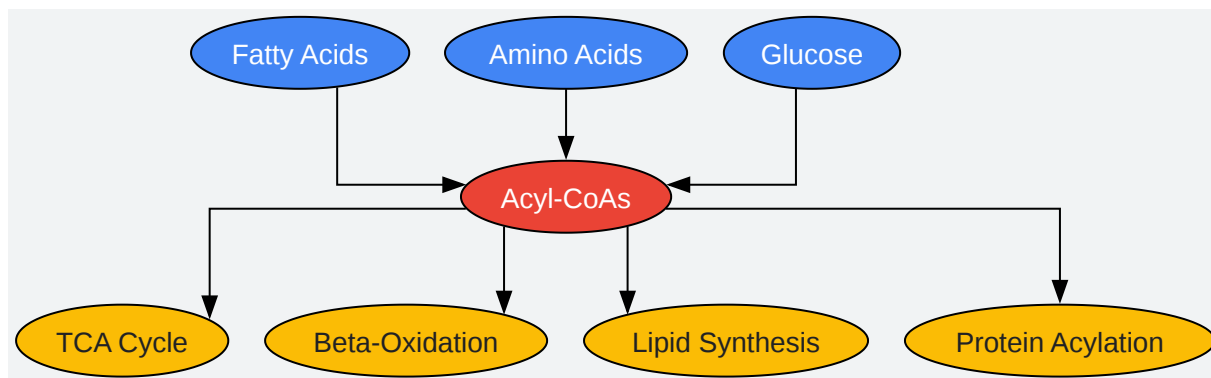 Fatty Acids
Amino Acids
Glucose
Acyl-CoAs
TCA Cycle
Beta-Oxidation
Lipid Synthesis
Protein Acylation